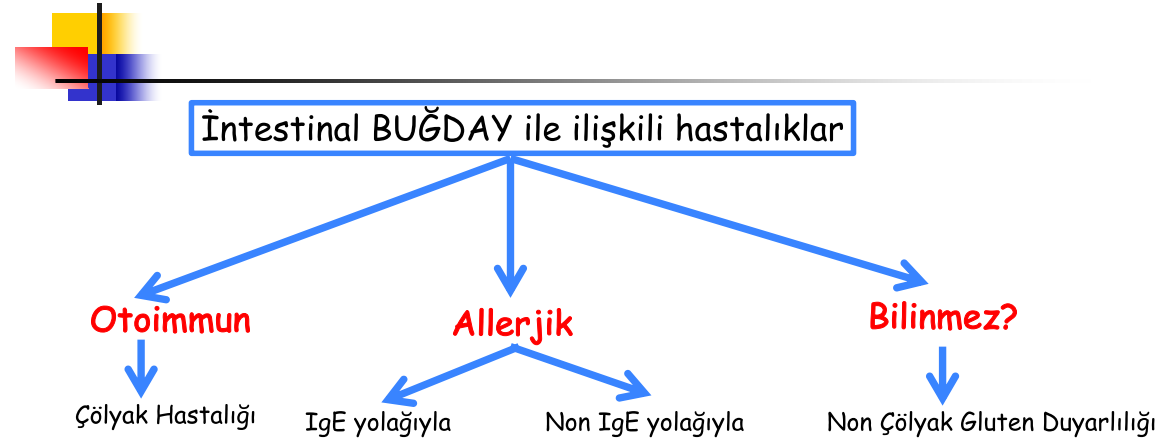 İntestinal BUĞDAY ile ilişkili hastalıklar
Otoimmun
Allerjik
Bilinmez?
Çölyak Hastalığı
IgE yolağıyla
Non IgE yolağıyla
Non Çölyak Gluten Duyarlılığı